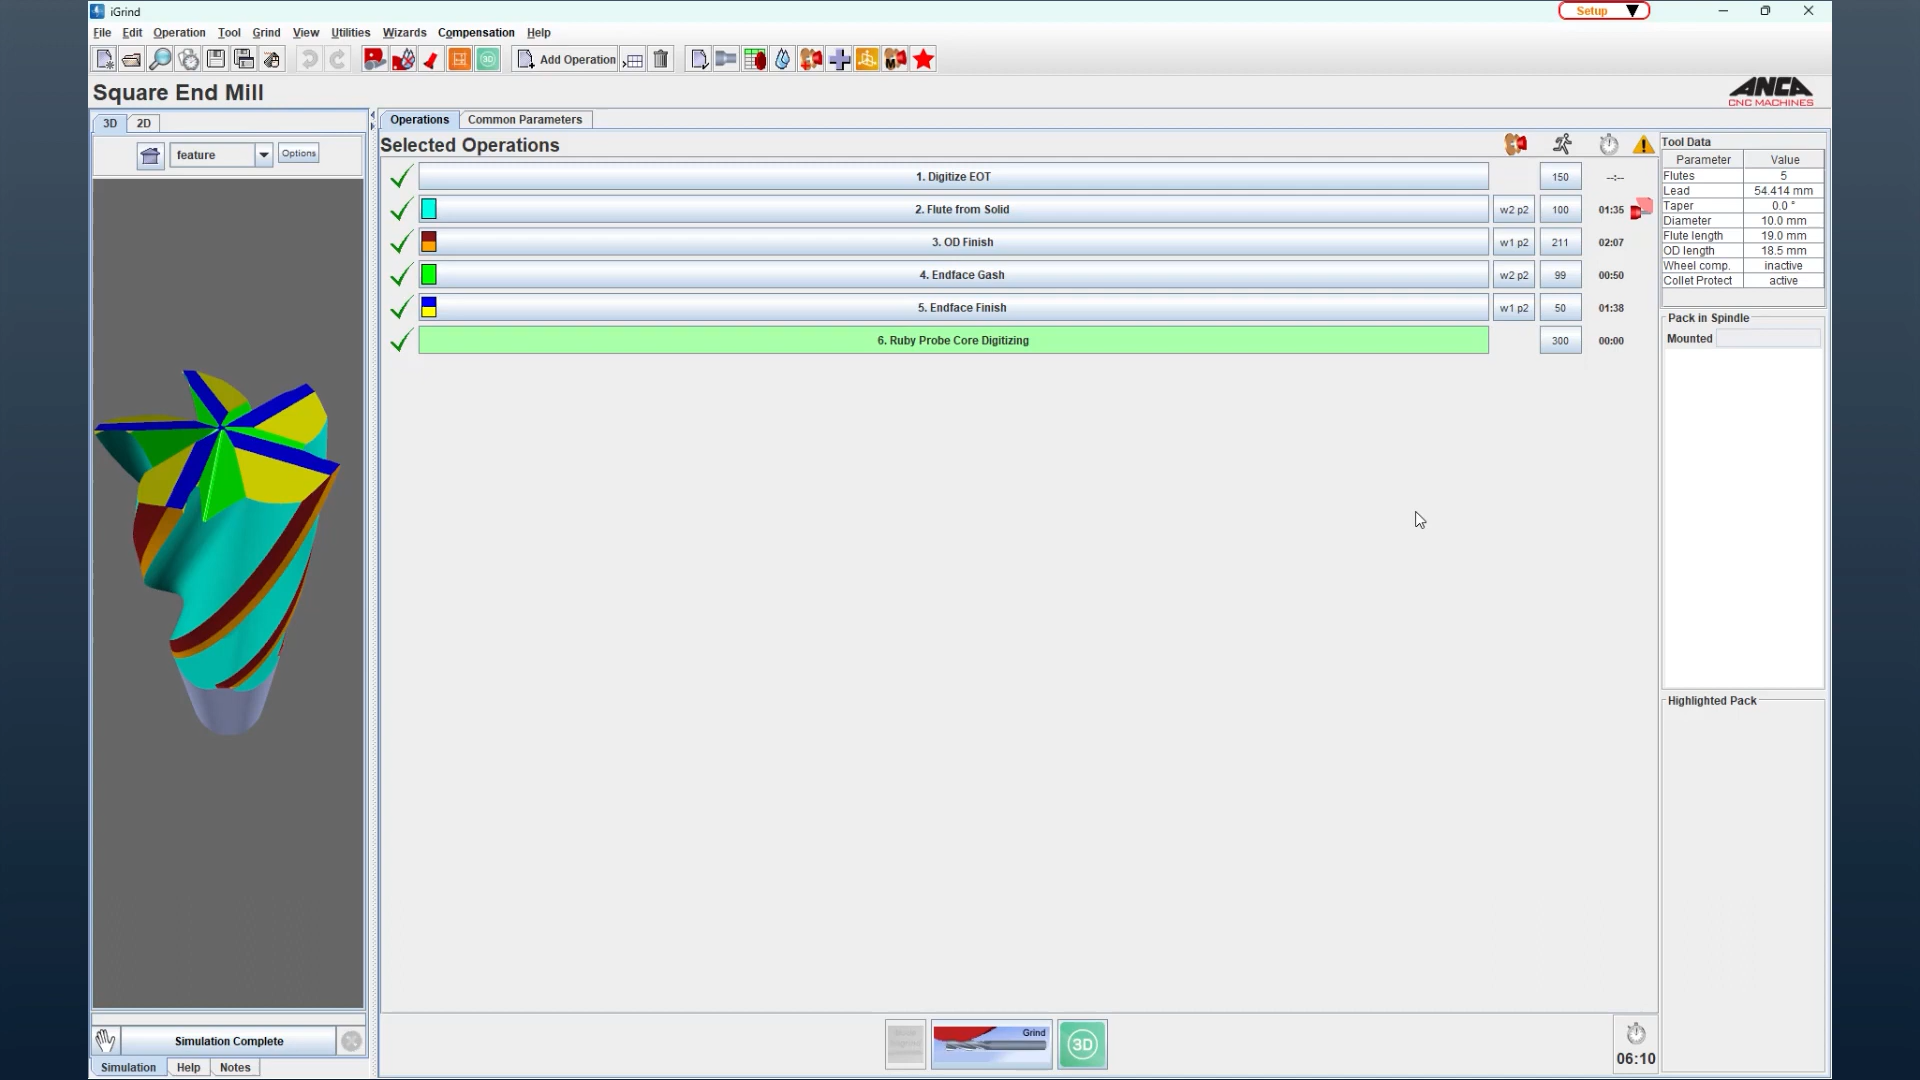 iGrind
Setup
File Edit Operation Tool Grind View Utilities Wizards Compensation Help
Add Operation
Square End Mill
ANCA
CNC MACHINES
3D 2D
feature Options
Operations Common Parameters
Selected Operations
1. Digitize EOT 150 --:--
2. Flute from Solid w2 p2 100 01:35
3. OD Finish w1 p2 211 02:07
4. Endface Gash w2 p2 99 00:50
5. Endface Finish w1 p2 50 01:38
6. Ruby Probe Core Digitizing 300 00:00
Tool Data
Parameter Value
Flutes 5
Lead 54.414 mm
Taper 0.0 °
Diameter 10.0 mm
Flute length 19.0 mm
OD length 18.5 mm
Wheel comp. inactive
Collet Protect active
Pack in Spindle
Mounted
Highlighted Pack
Simulation Complete
Simulation Help Notes
Grind
3D
06:10